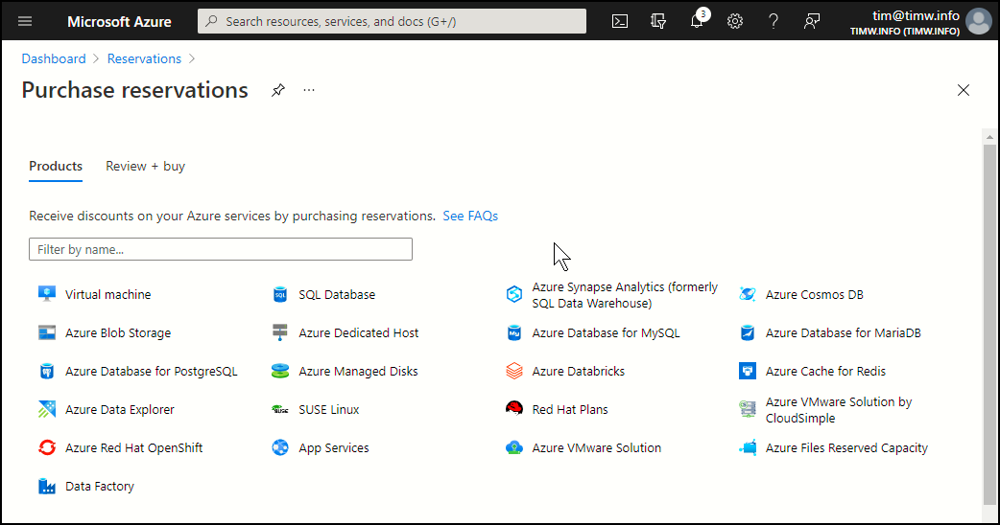 Microsoft Azure
Search resources, services, and docs (G+/)
3
tim@timw.info
TIMW.INFO (TIMW.INFO)
Dashboard > Reservations >
Purchase reservations
...
Products
Review + buy
Receive discounts on your Azure services by purchasing reservations. See FAQs
Filter by name...
Virtual machine
SQL Database
Azure Synapse Analytics (formerly
SQL Data Warehouse)
Azure Cosmos DB
Azure Blob Storage
Azure Dedicated Host
Azure Database for MySQL
Azure Database for MariaDB
Azure Database for PostgreSQL
Azure Managed Disks
Azure Databricks
Azure Cache for Redis
Azure Data Explorer
SUSE Linux
Red Hat Plans
Azure VMware Solution by
CloudSimple
Azure Red Hat OpenShift
App Services
Azure VMware Solution
Azure Files Reserved Capacity
Data Factory